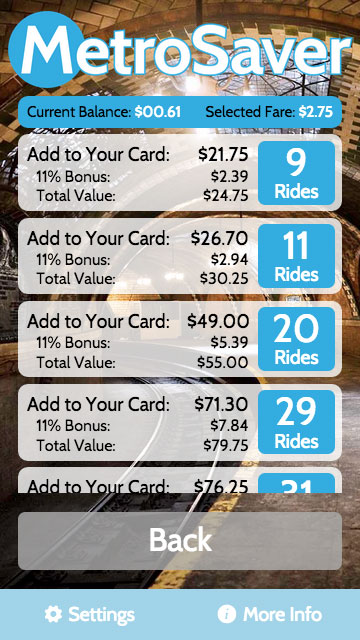 MetroSaver
Current Balance: $00.61 Selected Fare: $2.75
Add to Your Card: $21.75
11% Bonus: $2.39
Total Value: $24.75
9
Rides
Add to Your Card: $26.70
11% Bonus: $2.94
Total Value: $30.25
11
Rides
Add to Your Card: $49.00
11% Bonus: $5.39
Total Value: $55.00
20
Rides
Add to Your Card: $71.30
11% Bonus: $7.84
Total Value: $79.75
29
Rides
Add to Your Card: $76.25
31
Back
Settings More Info